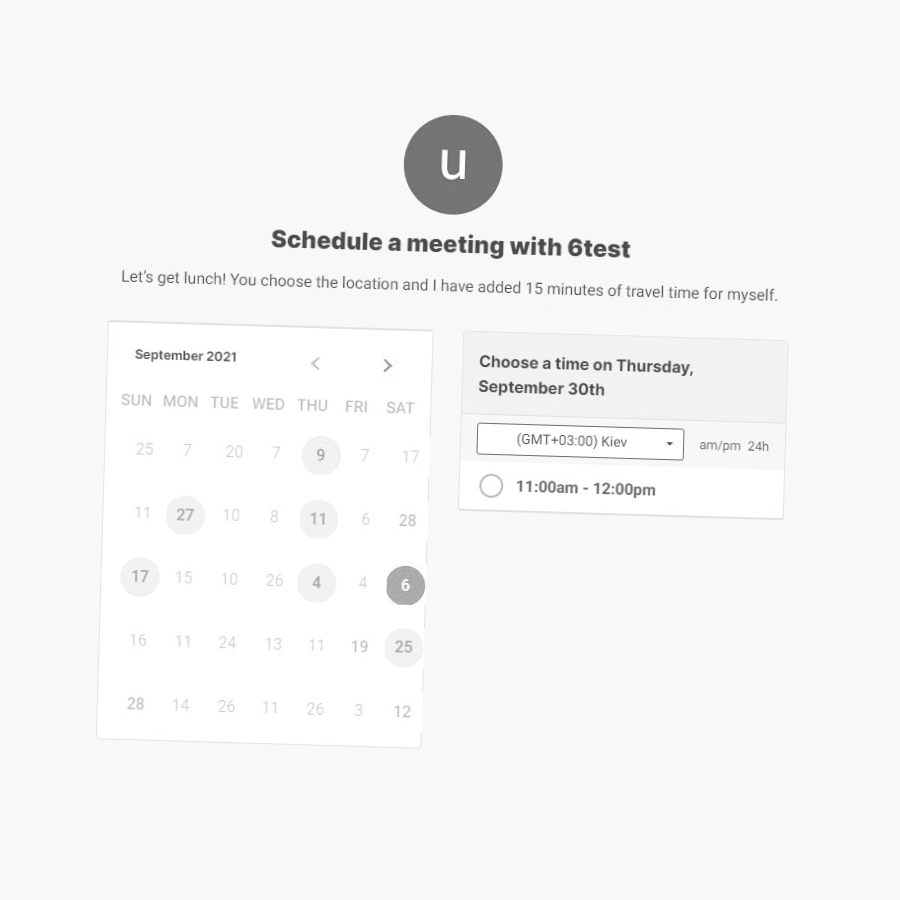 u
Schedule a meeting with 6test
Let's get lunch! You choose the location and I have added 15 minutes of travel time for myself.
September 2021
SUN MON TUE WED THU FRI SAT
25 7 20 7 9 7 17
11 27 10 8 11 6 28
17 15 10 26 4 4 6
16 11 24 13 11 19 25
28 14 26 11 26 3 12
Choose a time on Thursday,
September 30th
(GMT+03:00) Kiev am/pm 24h
11:00am - 12:00pm